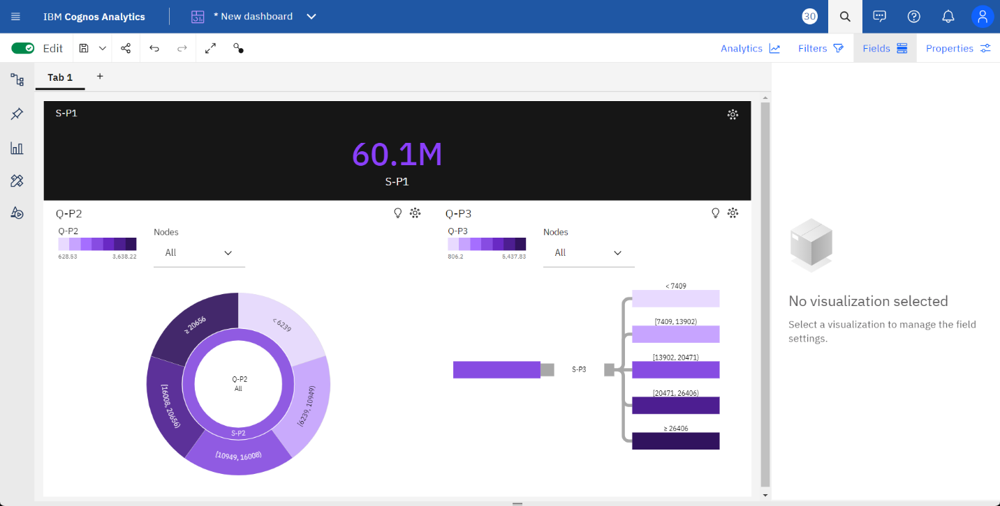 IBM Cognos Analytics
* New dashboard
30
Edit
Analytics
Filters
Fields
Properties
Tab 1
+
S-P1
60.1M
S-P1
Q-P2
Q-P2
628.53
3,638.22
Nodes
All
< 6239
[6239, 10949)
[10949, 16008)
[16008, 20656)
≥ 20656
Q-P2
All
S-P2
Q-P3
Q-P3
806.2
5,437.83
Nodes
All
S-P3
< 7409
[7409, 13902)
[13902, 20471)
[20471, 26406)
≥ 26406
No visualization selected
Select a visualization to manage the field
settings.